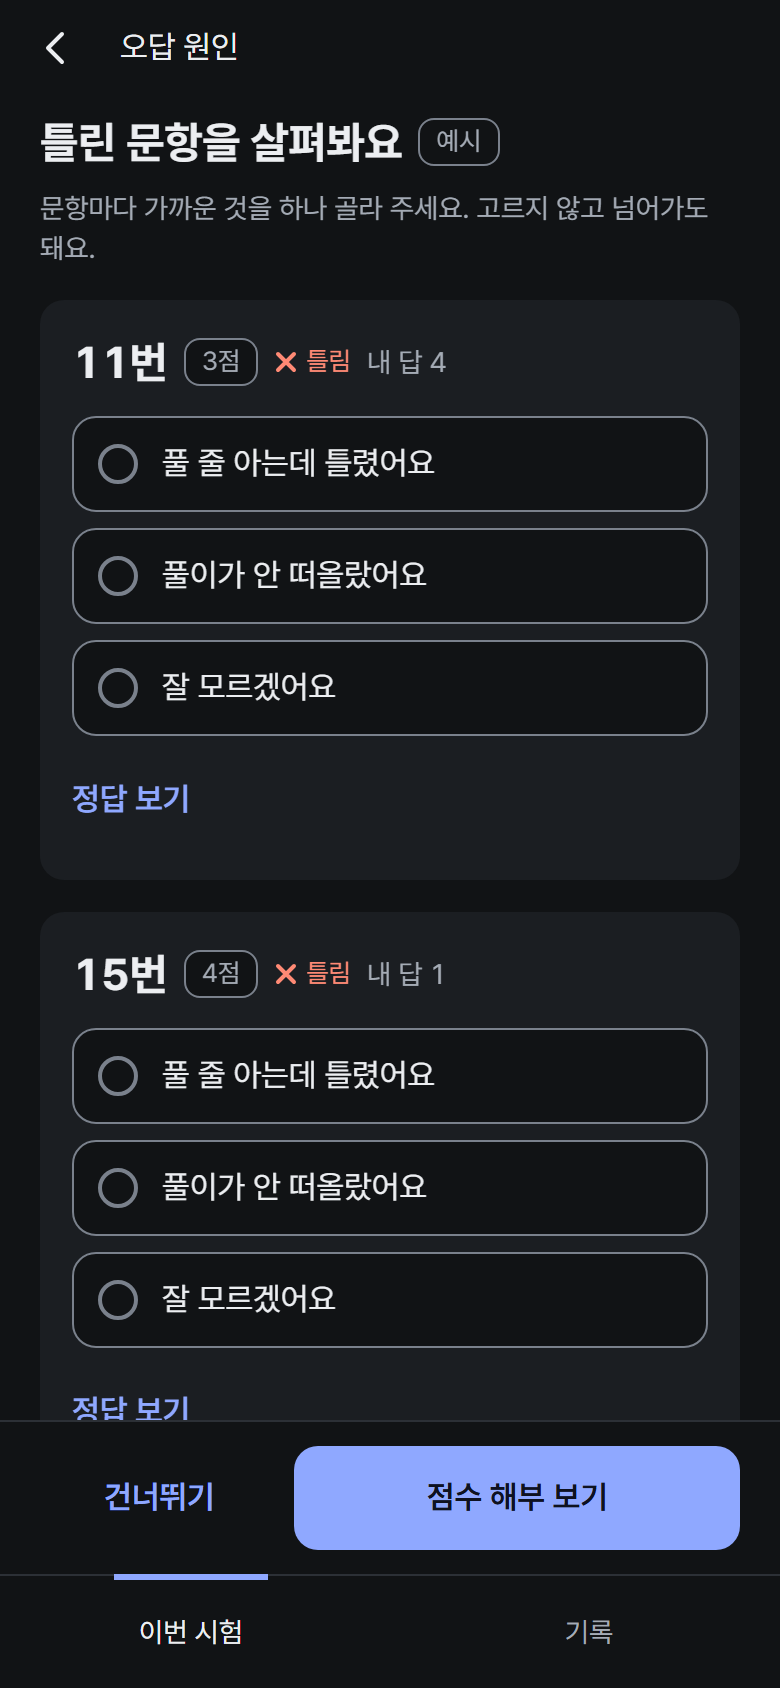 오답 원인
틀린 문항을 살펴봐요 예시
문항마다 가까운 것을 하나 골라 주세요. 고르지 않고 넘어가도
돼요.
11번 3점 틀림 내 답 4
풀 줄 아는데 틀렸어요
풀이가 안 떠올랐어요
잘 모르겠어요
정답 보기
15번 4점 틀림 내 답 1
풀 줄 아는데 틀렸어요
풀이가 안 떠올랐어요
잘 모르겠어요
정답 보기
건너뛰기 점수 해부 보기
이번 시험 기록